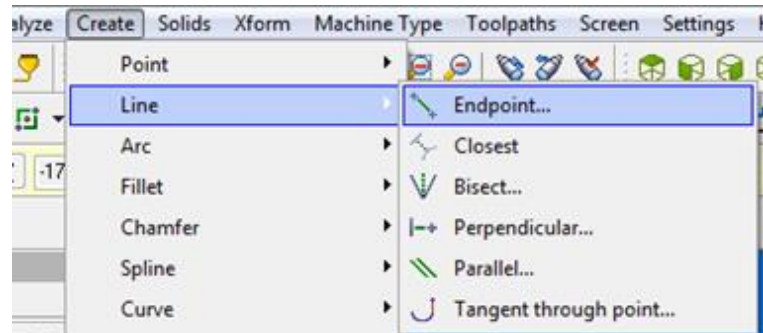 alyze Create Solids Xform Machine Type Toolpaths Screen Settings
Point
Line Endpoint...
Arc Closest
-17
Fillet Bisect...
Chamfer Perpendicular...
Spline Parallel...
Curve Tangent through point...